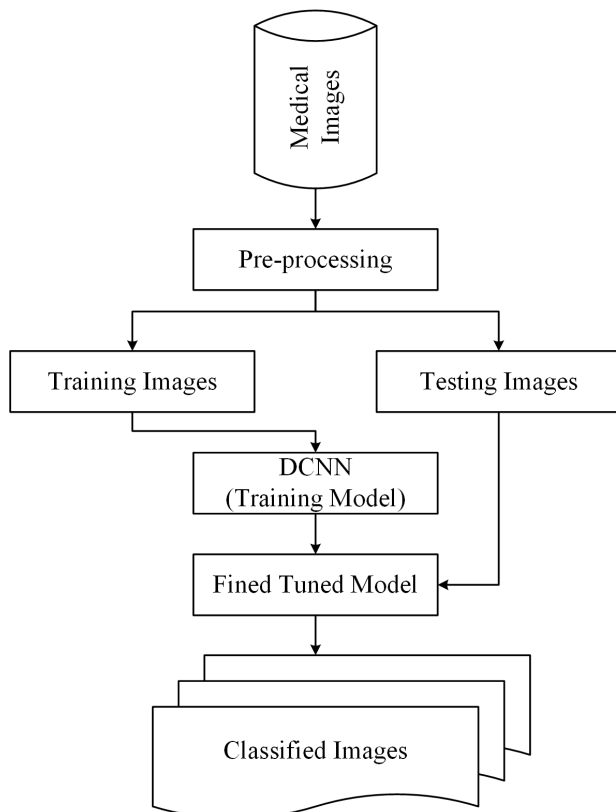 Medical
Images
Pre-processing
Training Images
Testing Images
DCNN
(Training Model)
Fined Tuned Model
Classified Images